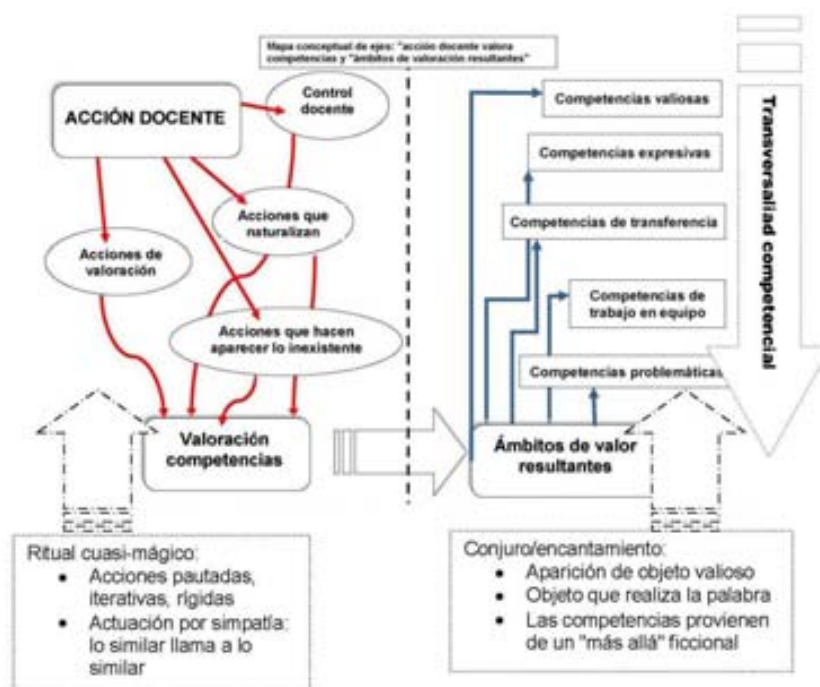 Mapa conceptual de ejes: "acción docente valora
competencias y "ámbitos de valoración resultantes"
ACCIÓN DOCENTE
Control
docente
Acciones que
naturalizan
Acciones de
valoración
Acciones que hacen
aparecer lo inexistente
Valoración
competencias
Competencias valiosas
Competencias expresivas
Competencias de transferencia
Competencias de
trabajo en equipo
Competencias problemáticas
Ámbitos de valor
resultantes
Transversaliad competencial
Ritual cuasi-mágico:
• Acciones pautadas,
iterativas, rígidas
• Actuación por simpatía:
lo similar llama a lo
similar
Conjuro/encantamiento:
• Aparición de objeto valioso
• Objeto que realiza la palabra
• Las competencias provienen
de un "más allá" ficcional